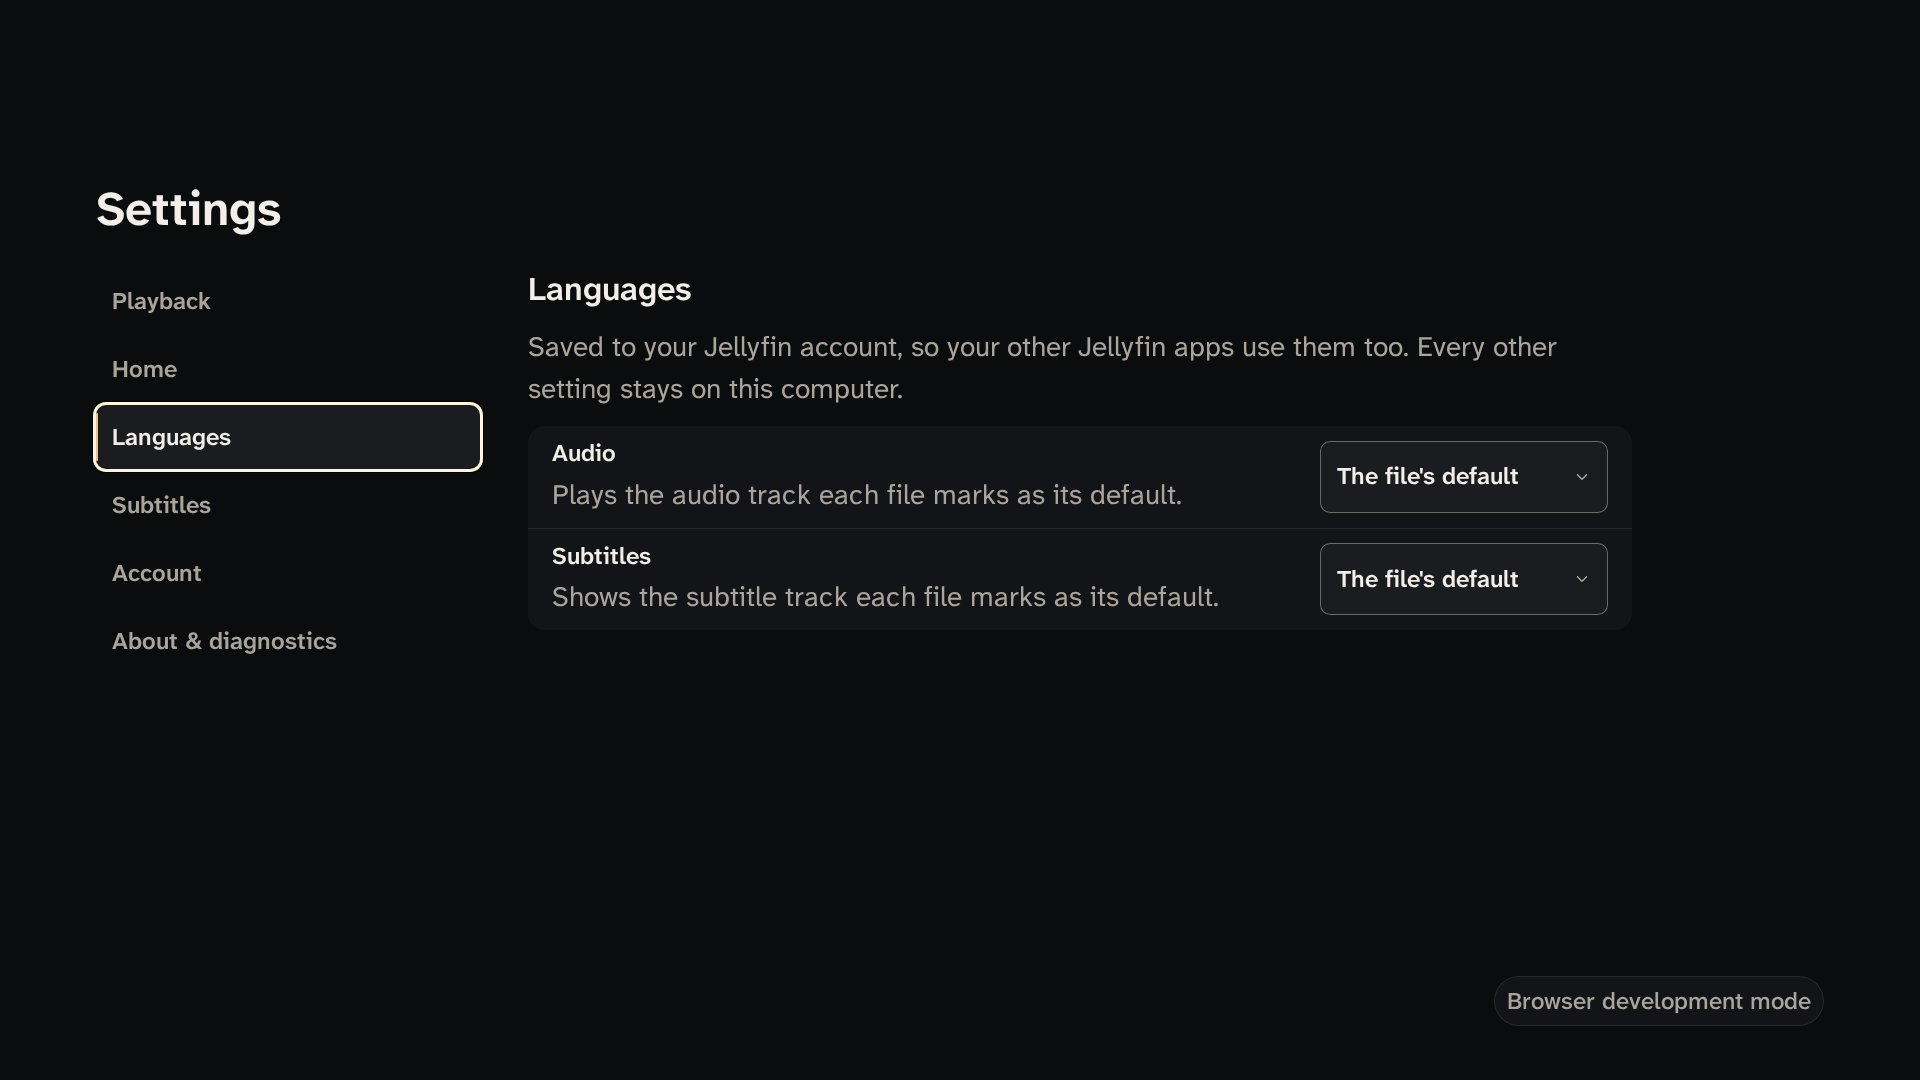 Settings
Playback
Home
Languages
Subtitles
Account
About & diagnostics
Languages
Saved to your Jellyfin account, so your other Jellyfin apps use them too. Every other
setting stays on this computer.
Audio
Plays the audio track each file marks as its default.
The file's default
Subtitles
Shows the subtitle track each file marks as its default.
The file's default
Browser development mode